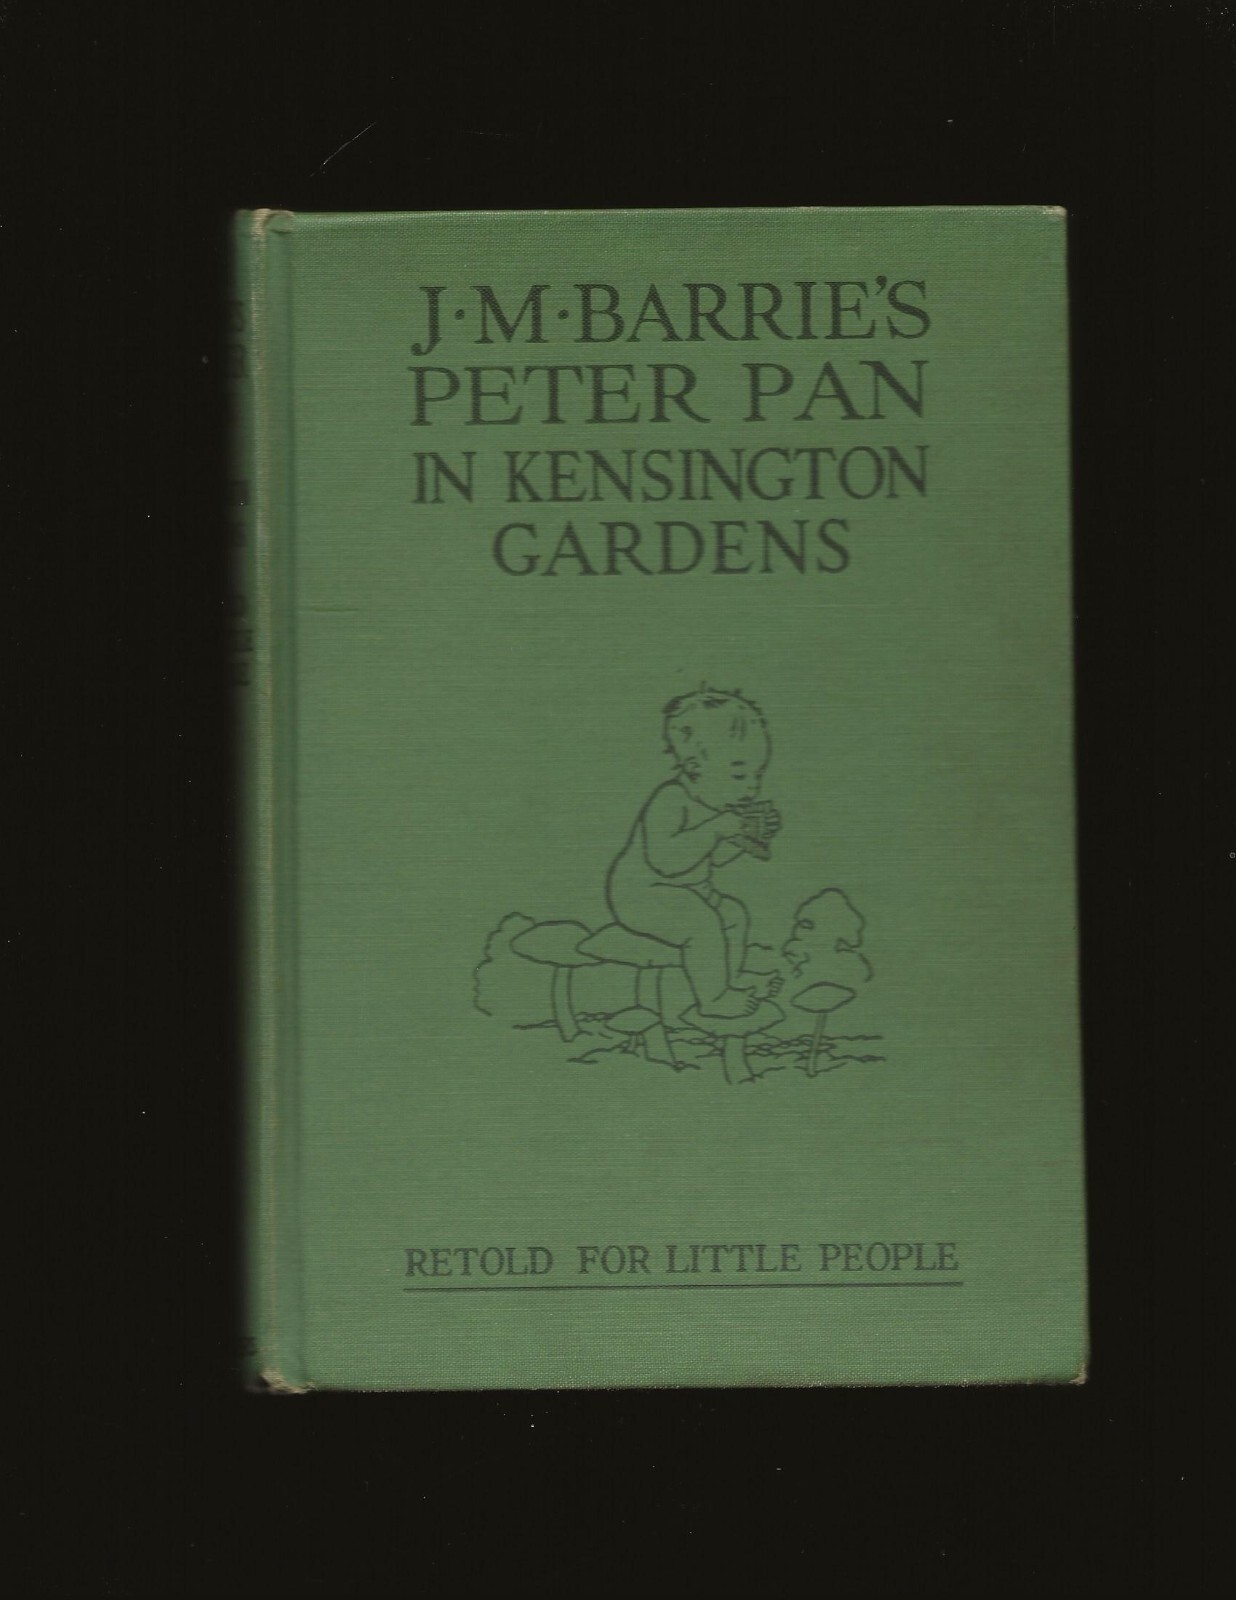 J·M·BARRIE'S
PETER PAN
IN KENSINGTON
GARDENS
RETOLD FOR LITTLE PEOPLE